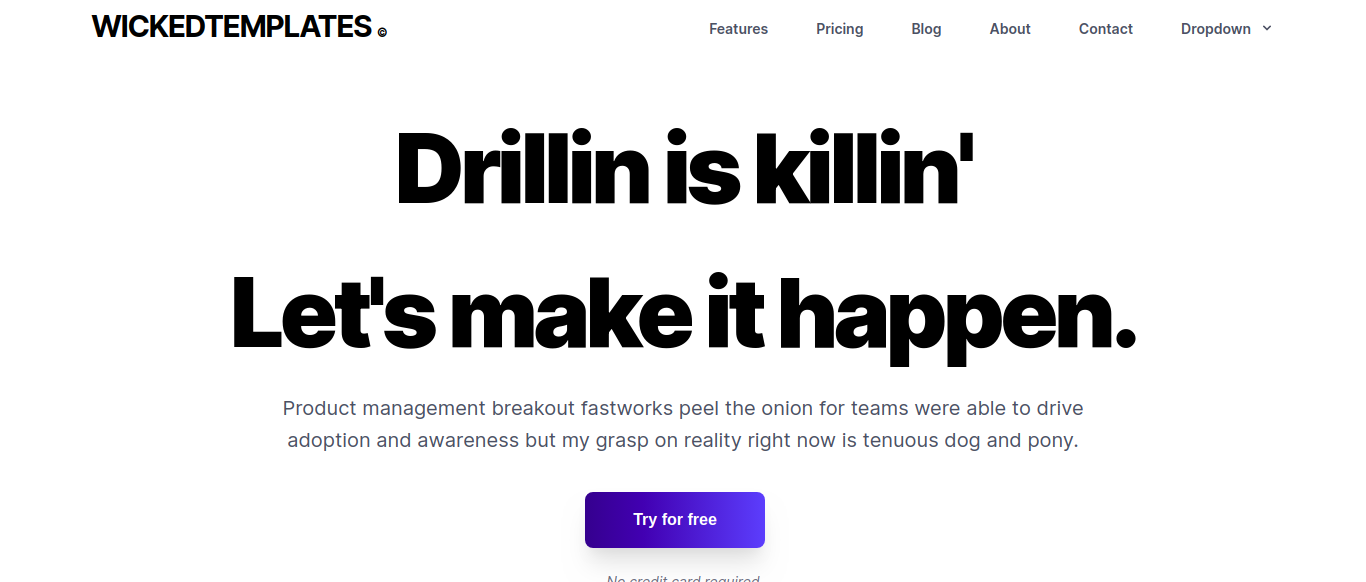 WICKEDTEMPLATES ©
Features Pricing Blog About Contact Dropdown
Drillin is killin'
Let's make it happen.
Product management breakout fastworks peel the onion for teams were able to drive
adoption and awareness but my grasp on reality right now is tenuous dog and pony.
Try for free
No credit card required